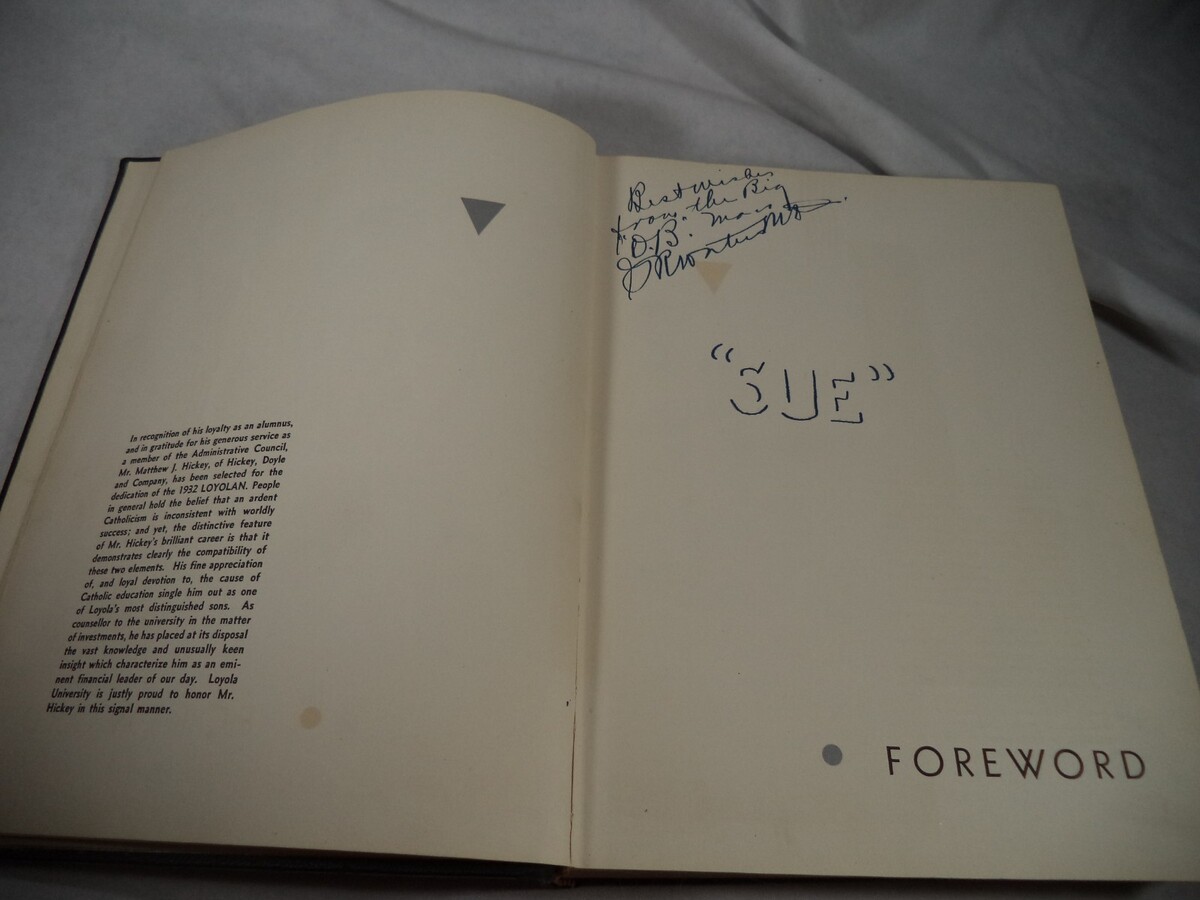 In recognition of his loyalty as an alumnus,
and in gratitude for his generous service as
a member of the Administrative Council,
Mr. Matthew J. Hickey, of Hickey, Doyle
and Company, has been selected for the
dedication of the 1932 LOYOLAN. People
in general hold the belief that an ardent
Catholicism is inconsistent with worldly
success; and yet, the distinctive feature
of Mr. Hickey's brilliant career is that it
demonstrates clearly the compatibility of
these two elements. His fine appreciation
of, and loyal devotion to, the cause of
Catholic education single him out as one
of Loyola's most distinguished sons. As
counsellor to the university in the matter
of investments, he has placed at its disposal
the vast knowledge and unusually keen
insight which characterize him as an emi-
nent financial leader of our day. Loyola
University is justly proud to honor Mr.
Hickey in this signal manner.
Best wishes
from the Big
"O.B." man
"SUE"
FOREWORD